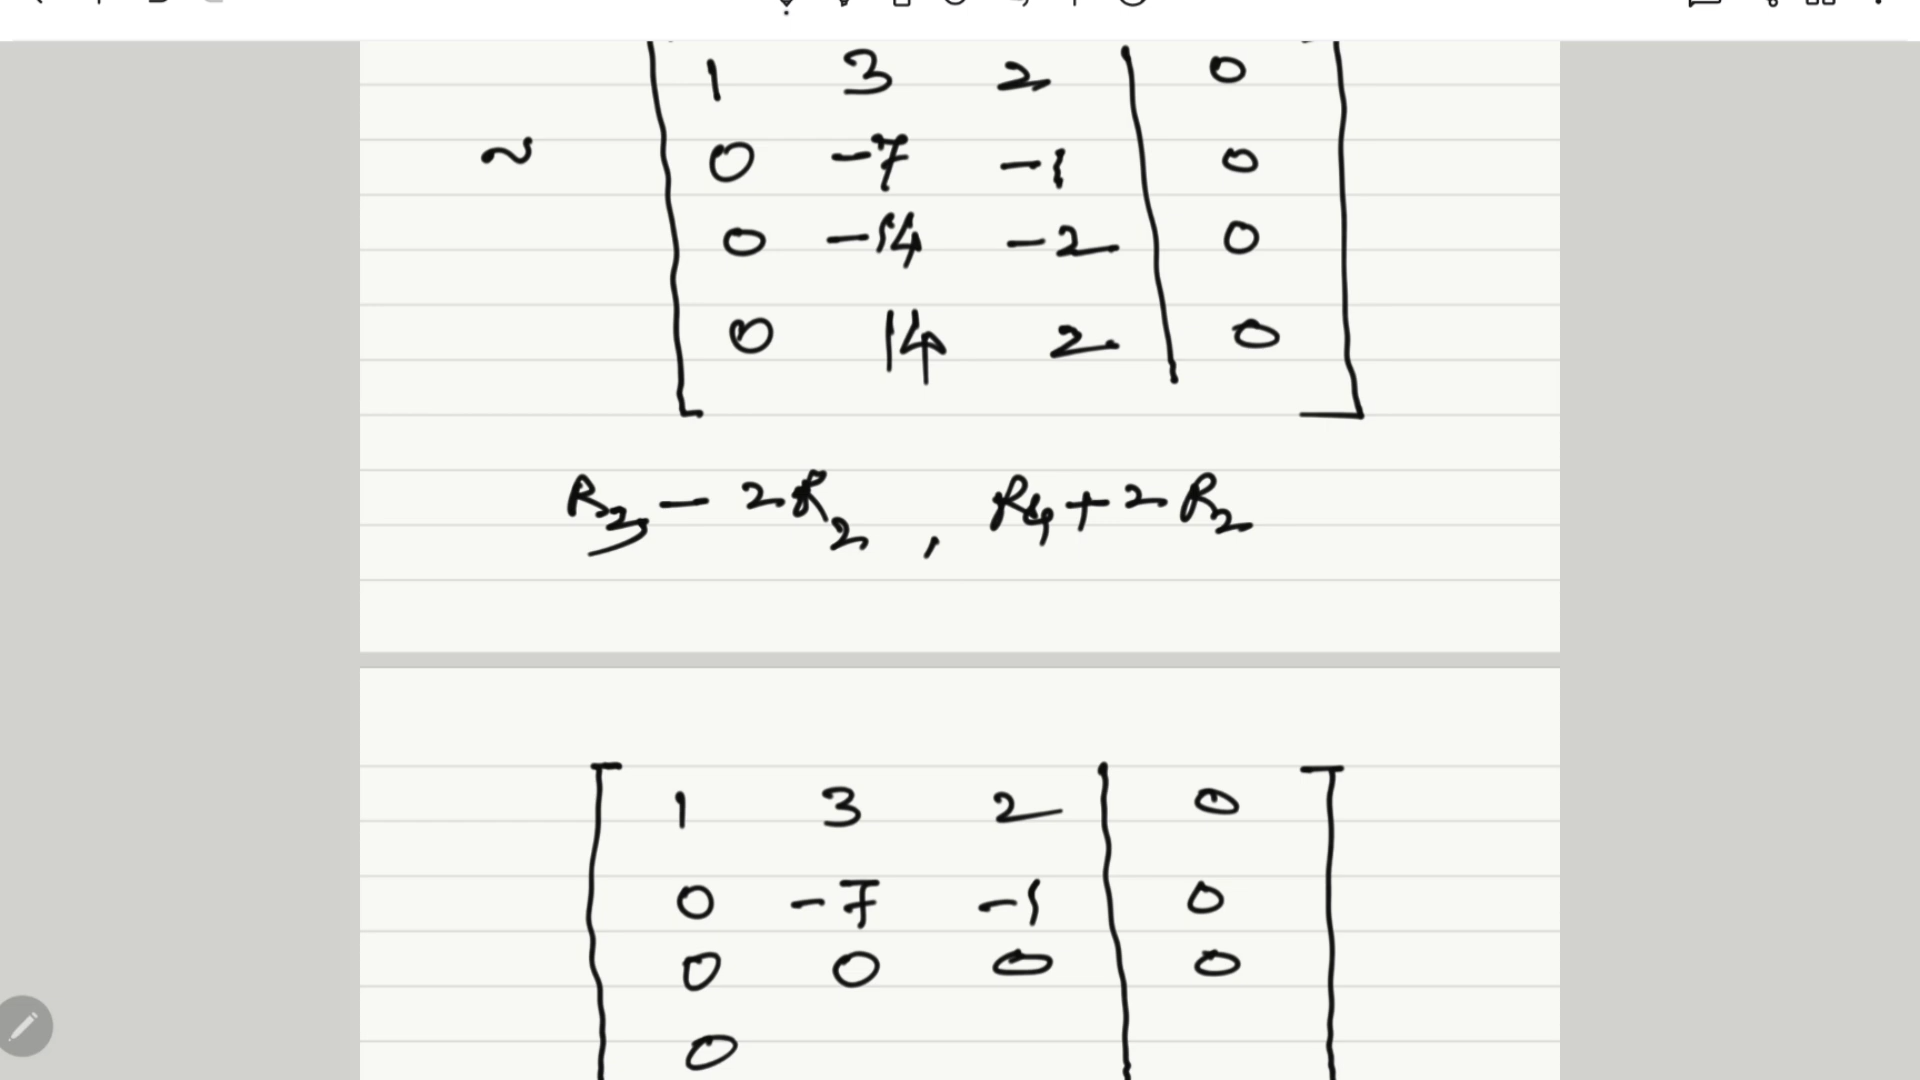 1 3 2 | 0
~ 0 -7 -1 | 0
0 -14 -2 | 0
0 14 2 | 0
R3 - 2R2 , R4 + 2R2
1 3 2 | 0
0 -7 -1 | 0
0 0 0 | 0
0